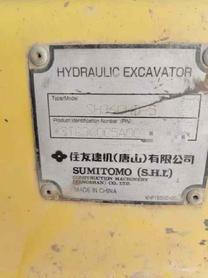 HYDRAULIC EXCAVATOR
Type/Model
Product Identification Number (PIN)
住友建机(唐山)有限公司
SUMITOMO (S.H.I.)
CONSTRUCTION MACHINERY
(TANGSHAN) CO., LTD.
MADE IN CHINA